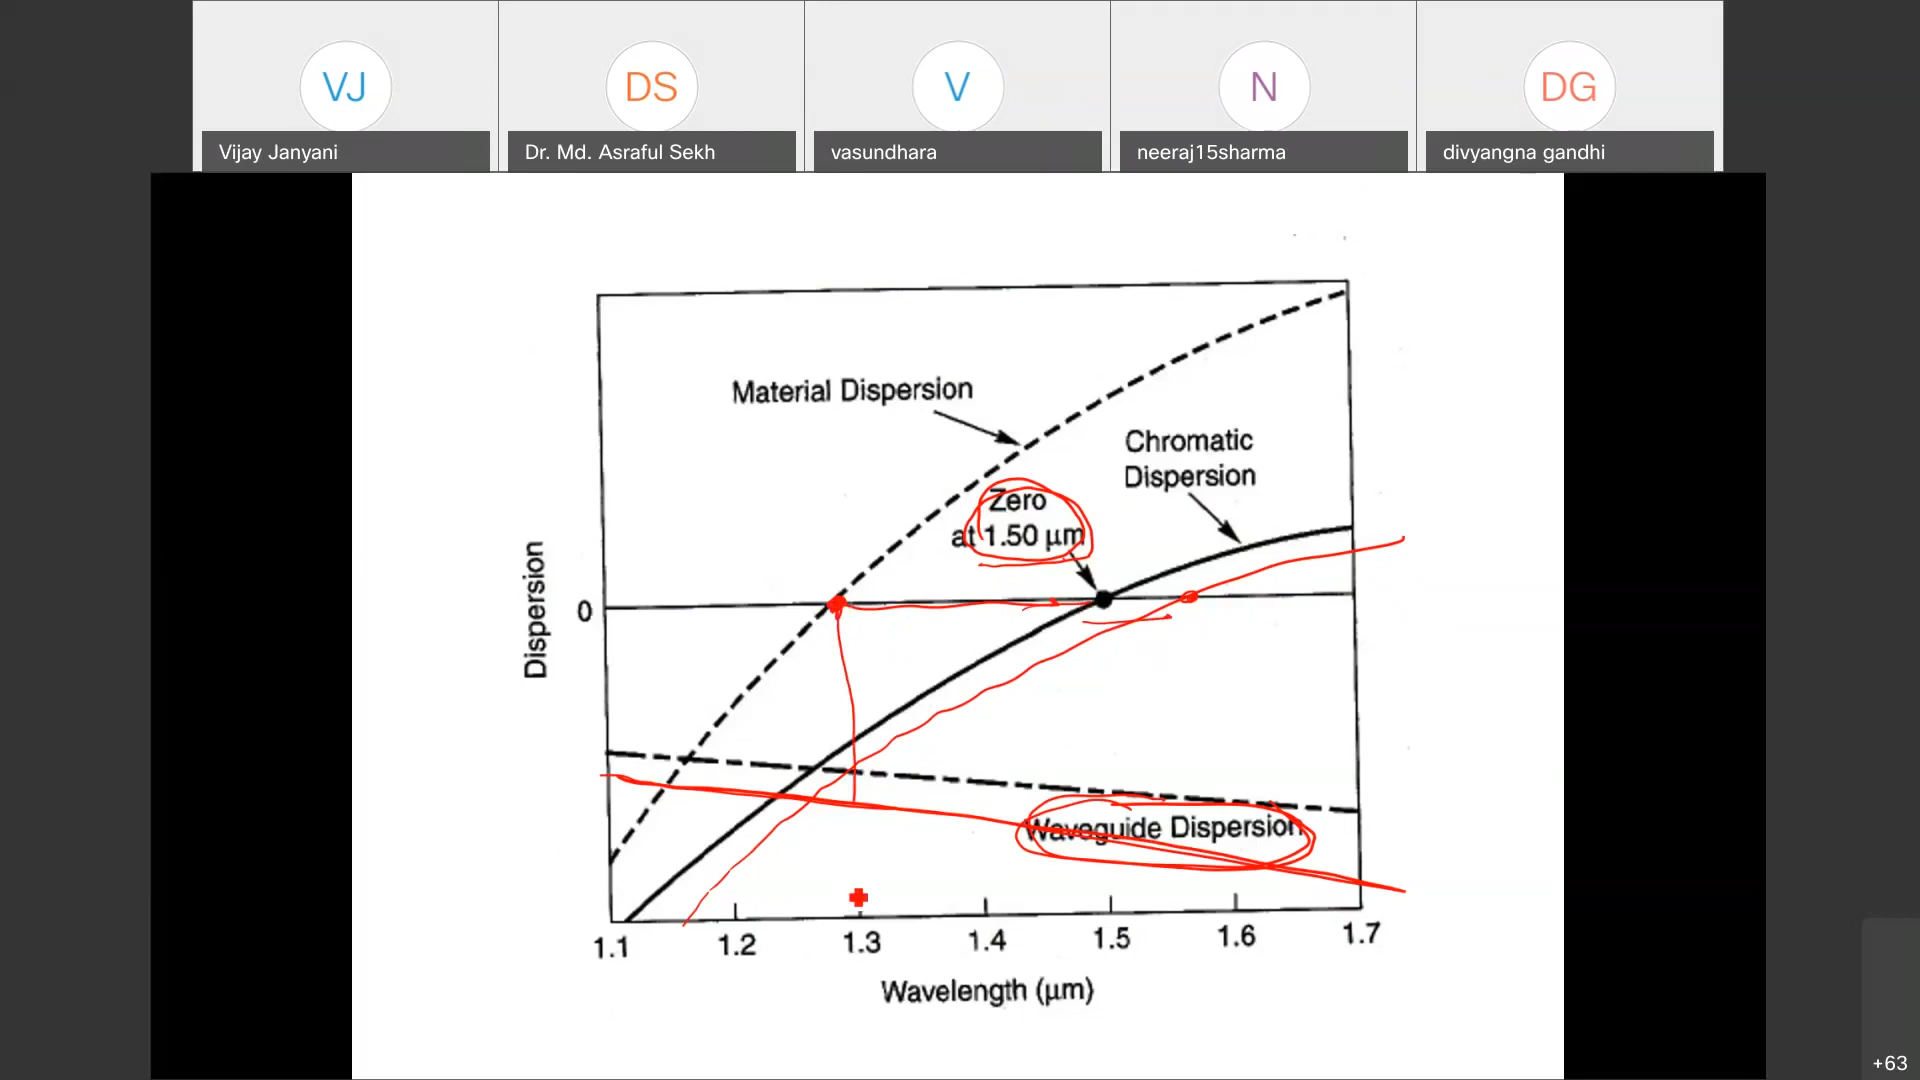 VJ
DS
V
N
DG
Vijay Janyani
Dr. Md. Asraful Sekh
vasundhara
neeraj15sharma
divyangna gandhi
Material Dispersion
Chromatic
Dispersion
Zero
at 1.50 μm
Dispersion
0
Waveguide Dispersion
1.1 1.2 1.3 1.4 1.5 1.6 1.7
Wavelength (μm)
+63